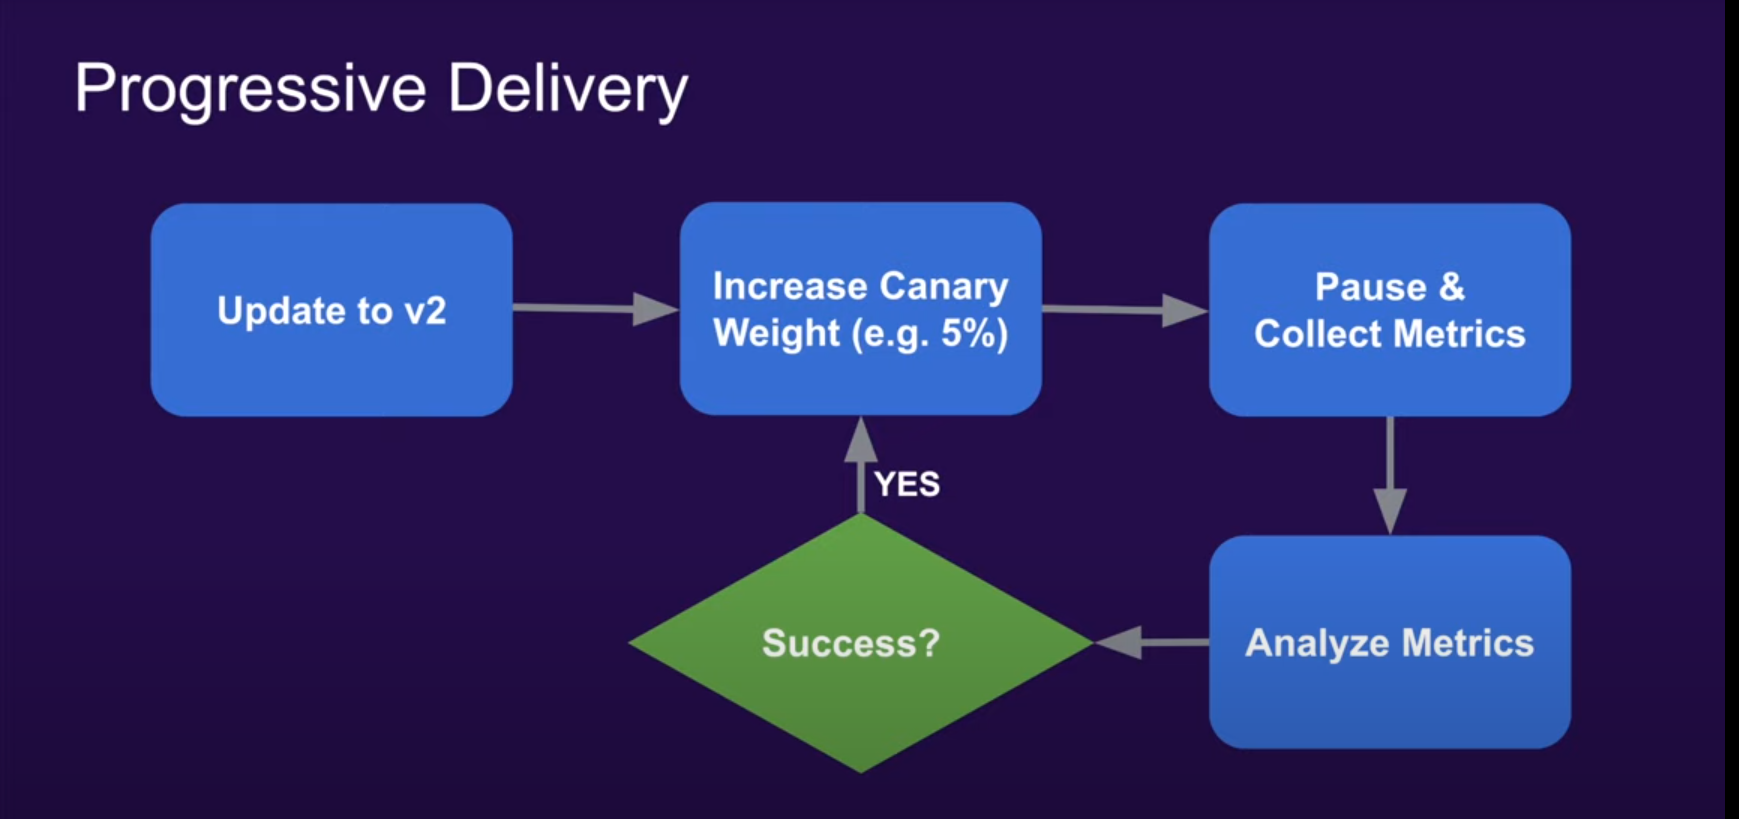 Progressive Delivery
Update to v2
Increase Canary
Weight (e.g. 5%)
Pause &
Collect Metrics
YES
Success?
Analyze Metrics